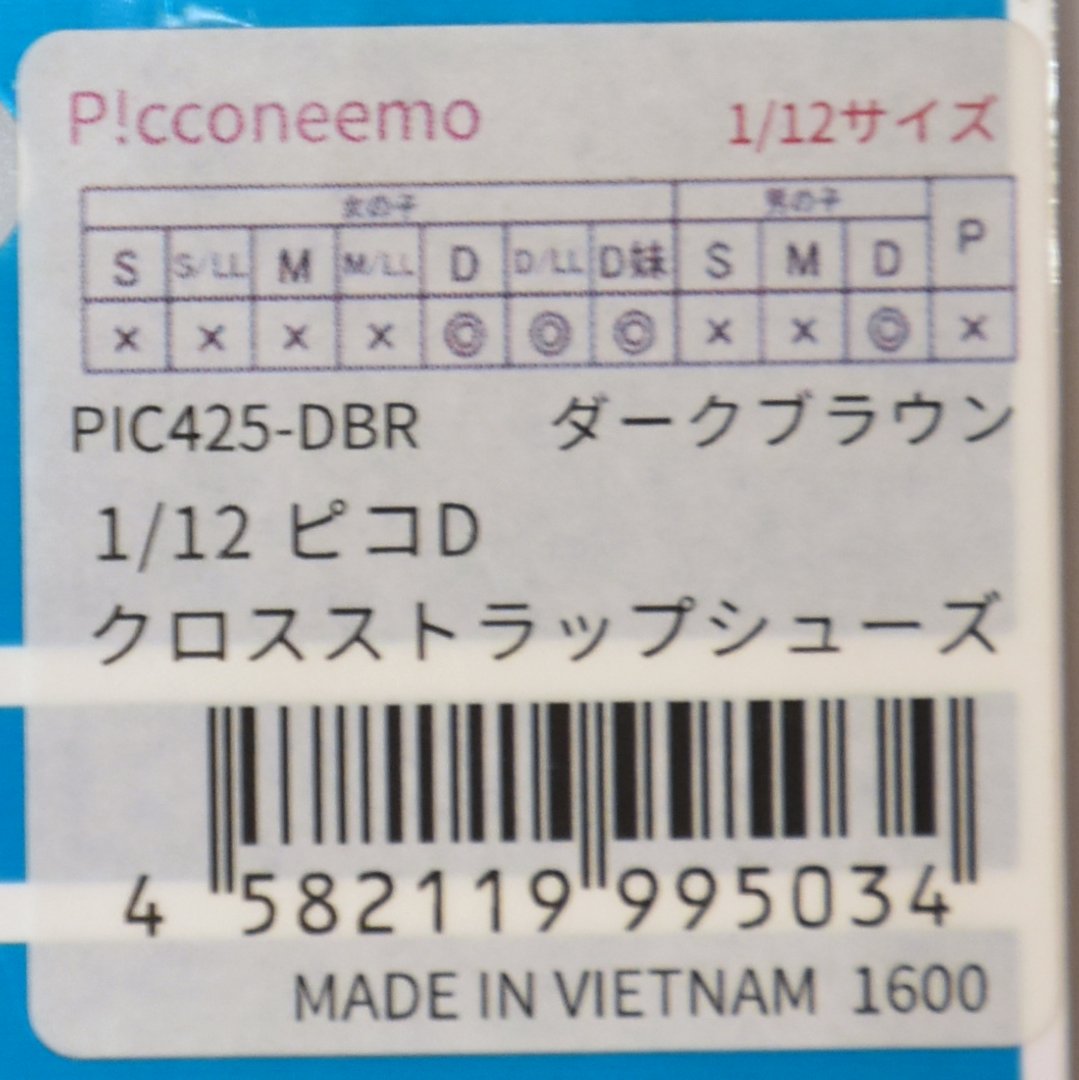 P!cconeemo 1/12サイズ
女の子 男の子 P
S S/LL M M/LL D D/LL D妹 S M D
× × × × ◎ ◎ ◎ × × ◎ ×
PIC425-DBR ダークブラウン
1/12 ピコD
クロスストラップシューズ
4 582119 995034
MADE IN VIETNAM 1600